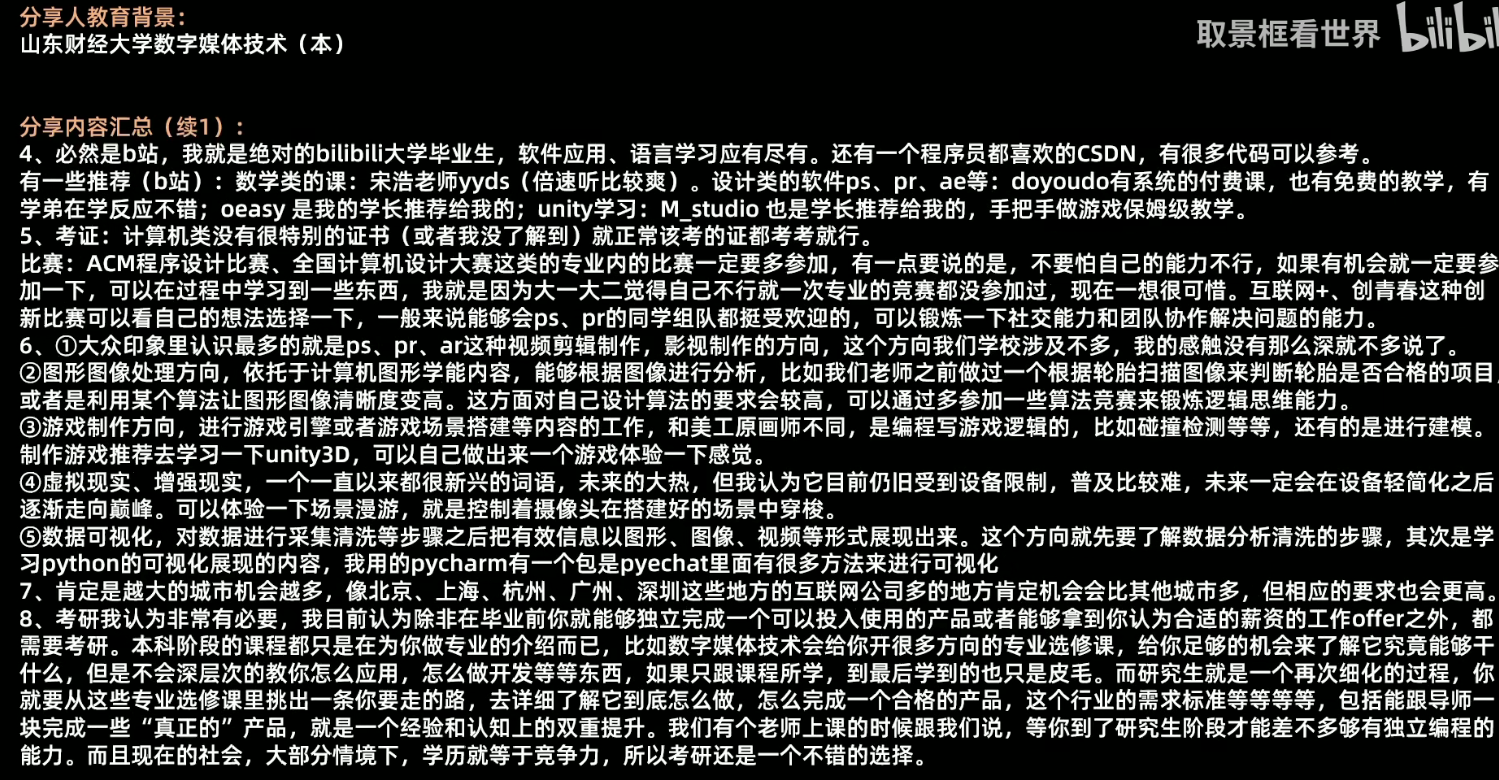 分享人教育背景：
山东财经大学数字媒体技术（本）
取景框看世界
bilibili
分享内容汇总（续1）：
4、必然是b站，我就是绝对的bilibili大学毕业生，软件应用、语言学习应有尽有。还有一个程序员都喜欢的CSDN，有很多代码可以参考。
有一些推荐（b站）：数学类的课：宋浩老师yyds（倍速听比较爽）。设计类的软件ps、pr、ae等：doyoudo有系统的付费课，也有免费的教学，有
学弟在学反应不错；oeasy 是我的学长推荐给我的；unity学习：M_studio 也是学长推荐给我的，手把手做游戏保姆级教学。
5、考证：计算机类没有很特别的证书（或者我没了解到）就正常该考的证都考考就行。
比赛：ACM程序设计比赛、全国计算机设计大赛这类的专业内的比赛一定要多参加，有一点要说的是，不要怕自己的能力不行，如果有机会就一定要参
加一下，可以在过程中学习到一些东西，我就是因为大一大二觉得自己不行就一次专业的竞赛都没参加过，现在一想很可惜。互联网+、创青春这种创
新比赛可以看自己的想法选择一下，一般来说能够会ps、pr的同学组队都挺受欢迎的，可以锻炼一下社交能力和团队协作解决问题的能力。
6、①大众印象里认识最多的就是ps、pr、ar这种视频剪辑制作，影视制作的方向，这个方向我们学校涉及不多，我的感触没有那么深就不多说了。
②图形图像处理方向，依托于计算机图形学能内容，能够根据图像进行分析，比如我们老师之前做过一个根据轮胎扫描图像来判断轮胎是否合格的项目，
或者是利用某个算法让图形图像清晰度变高。这方面对自己设计算法的要求会较高，可以通过多参加一些算法竞赛来锻炼逻辑思维能力。
③游戏制作方向，进行游戏引擎或者游戏场景搭建等内容的工作，和美工原画师不同，是编程写游戏逻辑的，比如碰撞检测等等，还有的是进行建模。
制作游戏推荐去学习一下unity3D，可以自己做出来一个游戏体验一下感觉。
④虚拟现实、增强现实，一个一直以来都很新兴的词语，未来的大热，但我认为它目前仍旧受到设备限制，普及比较难，未来一定会在设备轻简化之后
逐渐走向巅峰。可以体验一下场景漫游，就是控制着摄像头在搭建好的场景中穿梭。
⑤数据可视化，对数据进行采集清洗等步骤之后把有效信息以图形、图像、视频等形式展现出来。这个方向就先要了解数据分析清洗的步骤，其次是学
习python的可视化展现的内容，我用的pycharm有一个包是pyechat里面有很多方法来进行可视化
7、肯定是越大的城市机会越多，像北京、上海、杭州、广州、深圳这些地方的互联网公司多的地方肯定机会会比其他城市多，但相应的要求也会更高。
8、考研我认为非常有必要，我目前认为除非在毕业前你就能够独立完成一个可以投入使用的产品或者能够拿到你认为合适的薪资的工作offer之外，都
需要考研。本科阶段的课程都只是在为你做专业的介绍而已，比如数字媒体技术会给你开很多方向的专业选修课，给你足够的机会来了解它究竟能够干
什么，但是不会深层次的教你怎么应用，怎么做开发等等东西，如果只跟课程所学，到最后学到的也只是皮毛。而研究生就是一个再次细化的过程，你
就要从这些专业选修课里挑出一条你要走的路，去详细了解它到底怎么做，怎么完成一个合格的产品，这个行业的需求标准等等等等，包括能跟导师一
块完成一些“真正的”产品，就是一个经验和认知上的双重提升。我们有个老师上课的时候跟我们说，等你到了研究生阶段才能差不多够有独立编程的
能力。而且现在的社会，大部分情境下，学历就等于竞争力，所以考研还是一个不错的选择。